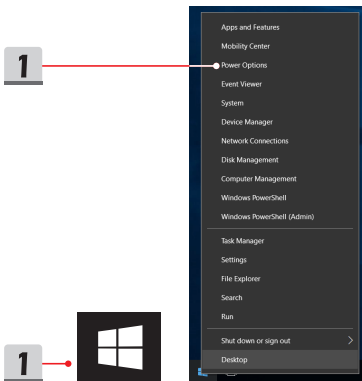 Apps and Features
Mobility Center
1
Power Options
Event Viewer
System
Device Manager
Network Connections
Disk Management
Computer Management
Windows PowerShell
Windows PowerShell (Admin)
Task Manager
Settings
File Explorer
Search
Run
Shut down or sign out
1
Desktop